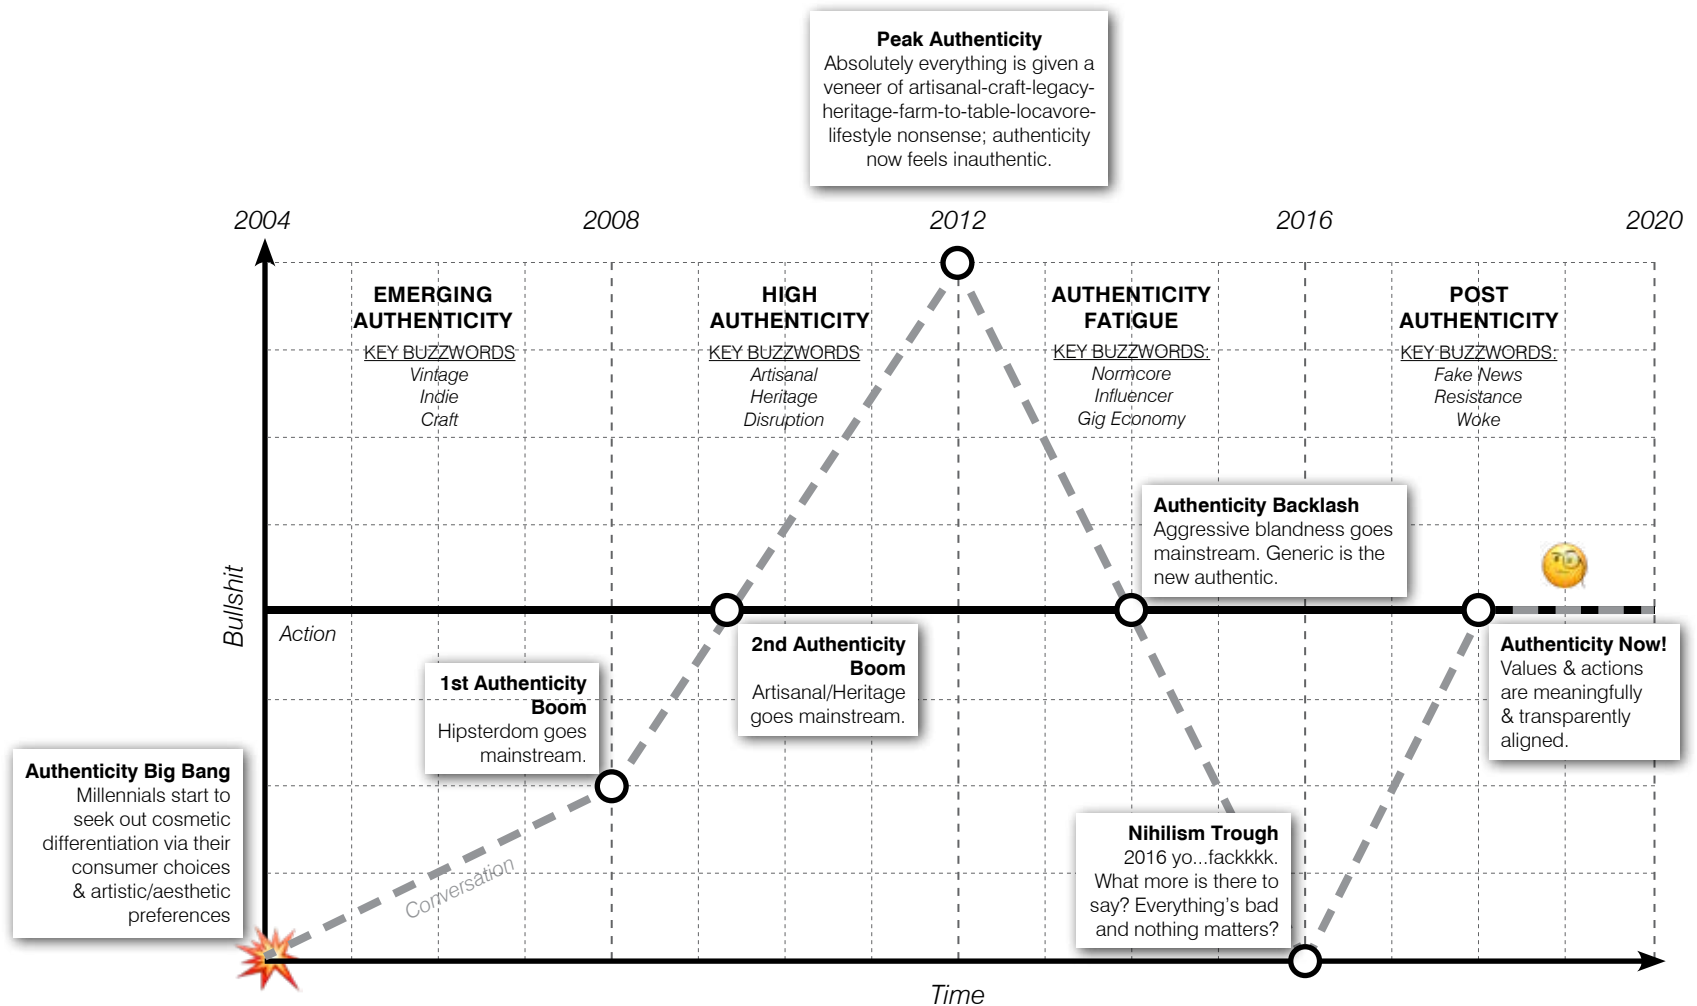 Peak Authenticity
Absolutely everything is given a
veneer of artisanal-craft-legacy-
heritage-farm-to-table-locavore-
lifestyle nonsense; authenticity
now feels inauthentic.
2004
2008
2012
2016
2020
EMERGING
AUTHENTICITY
KEY BUZZWORDS
Vintage
Indie
Craft
HIGH
AUTHENTICITY
KEY BUZZWORDS
Artisanal
Heritage
Disruption
AUTHENTICITY
FATIGUE
KEY BUZZWORDS:
Normcore
Influencer
Gig Economy
POST
AUTHENTICITY
KEY BUZZWORDS:
Fake News
Resistance
Woke
Authenticity Backlash
Aggressive blandness goes
mainstream. Generic is the
new authentic.
Bullshit
Action
2nd Authenticity
Boom
Artisanal/Heritage
goes mainstream.
Authenticity Now!
Values & actions
are meaningfully
& transparently
aligned.
1st Authenticity
Boom
Hipsterdom goes
mainstream.
Authenticity Big Bang
Millennials start to
seek out cosmetic
differentiation via their
consumer choices
& artistic/aesthetic
preferences
Conversation
Nihilism Trough
2016 yo...fackkkk.
What more is there to
say? Everything's bad
and nothing matters?
Time